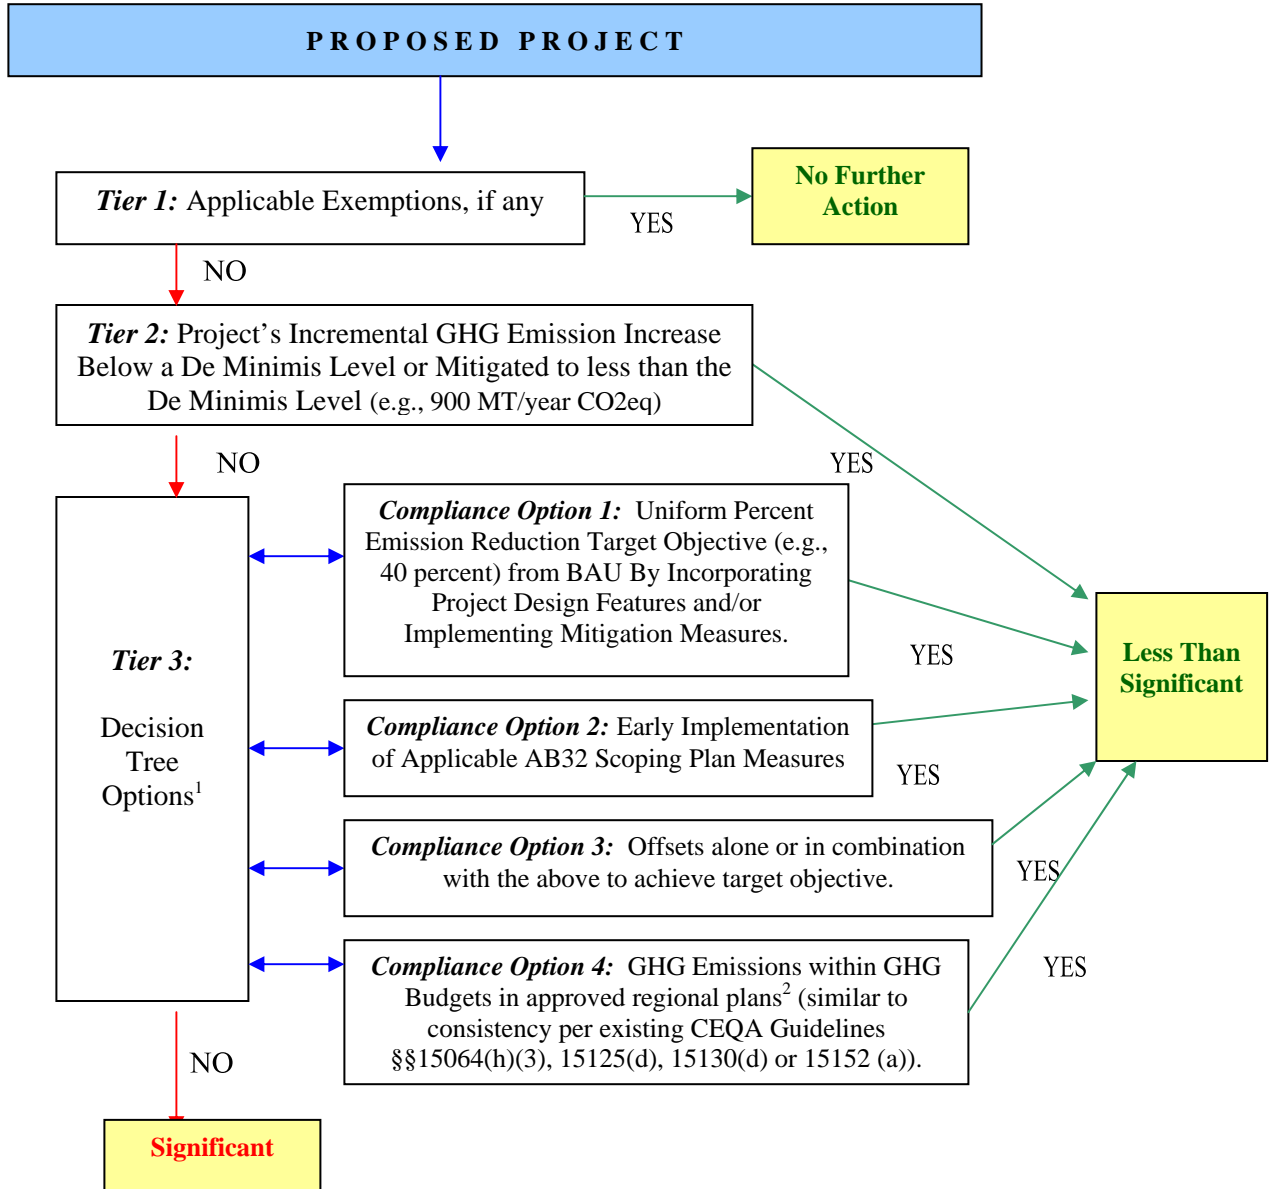 PROPOSED PROJECT
Tier 1: Applicable Exemptions, if any
YES
No Further
Action
NO
Tier 2: Project’s Incremental GHG Emission Increase
Below a De Minimis Level or Mitigated to less than the
De Minimis Level (e.g., 900 MT/year CO2eq)
YES
NO
Tier 3:
Decision
Tree
Options1
Compliance Option 1: Uniform Percent
Emission Reduction Target Objective (e.g.,
40 percent) from BAU By Incorporating
Project Design Features and/or
Implementing Mitigation Measures.
YES
Less Than
Significant
Compliance Option 2: Early Implementation
of Applicable AB32 Scoping Plan Measures
YES
Compliance Option 3: Offsets alone or in combination
with the above to achieve target objective.
YES
Compliance Option 4: GHG Emissions within GHG
Budgets in approved regional plans2 (similar to
consistency per existing CEQA Guidelines
§§15064(h)(3), 15125(d), 15130(d) or 15152 (a)).
YES
NO
Significant